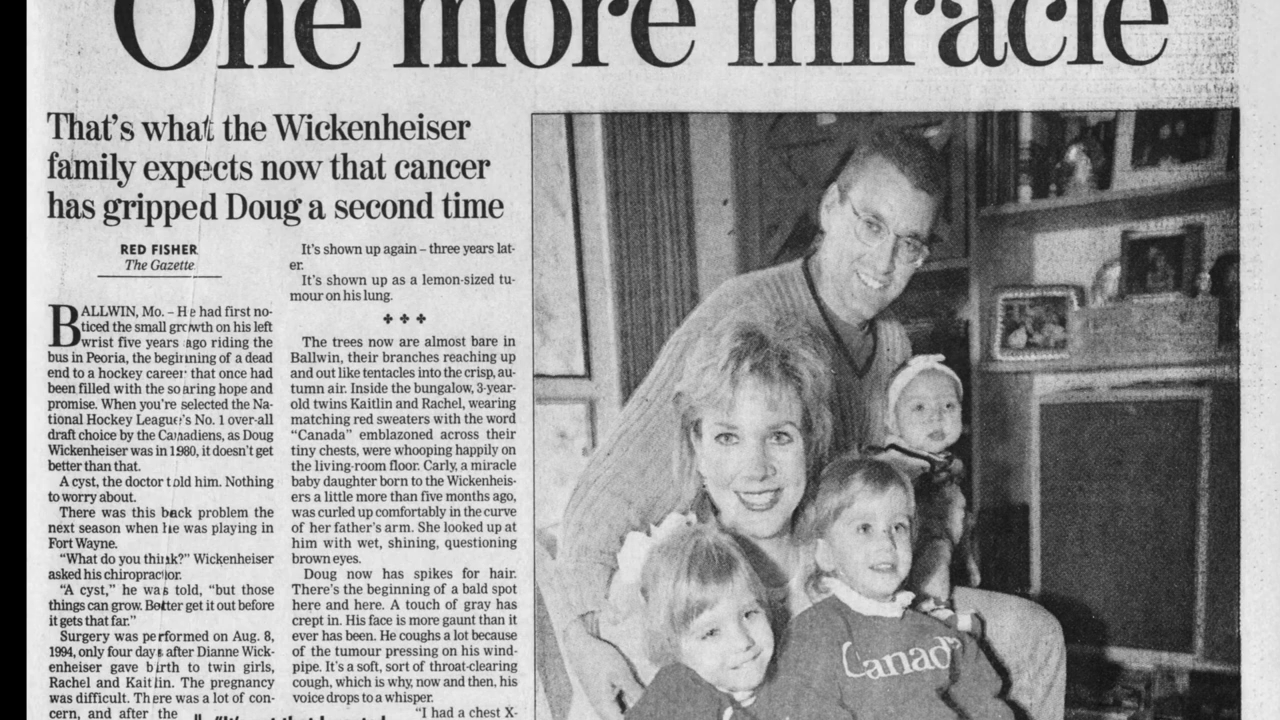 One more miracle
That's what the Wickenheiser
family expects now that cancer
has gripped Doug a second time
RED FISHER
The Gazette
BALLWIN, Mo. – He had first no-
ticed the small growth on his left
wrist five years ago riding the
bus in Peoria, the beginning of a dead
end to a hockey career that once had
been filled with the soaring hope and
promise. When you're selected the Na-
tional Hockey League's No. 1 over-all
draft choice by the Canadiens, as Doug
Wickenheiser was in 1980, it doesn't get
better than that.
A cyst, the doctor told him. Nothing
to worry about.
There was this back problem the
next season when he was playing in
Fort Wayne.
"What do you think?" Wickenheiser
asked his chiropractor.
"A cyst," he was told, "but those
things can grow. Better get it out before
it gets that far."
Surgery was performed on Aug. 8,
1994, only four days after Dianne Wick-
enheiser gave birth to twin girls,
Rachel and Kaitlin. The pregnancy
was difficult. There was a lot of con-
cern, and after the
It's shown up again – three years lat-
er.
It's shown up as a lemon-sized tu-
mour on his lung.
The trees now are almost bare in
Ballwin, their branches reaching up
and out like tentacles into the crisp, au-
tumn air. Inside the bungalow, 3-year-
old twins Kaitlin and Rachel, wearing
matching red sweaters with the word
"Canada" emblazoned across their
tiny chests, were whooping happily on
the living-room floor. Carly, a miracle
baby daughter born to the Wickenheis-
ers a little more than five months ago,
was curled up comfortably in the curve
of her father's arm. She looked up at
him with wet, shining, questioning
brown eyes.
Doug now has spikes for hair.
There's the beginning of a bald spot
here and here. A touch of gray has
crept in. His face is more gaunt than it
ever has been. He coughs a lot because
of the tumour pressing on his wind-
pipe. It's a soft, sort of throat-clearing
cough, which is why, now and then, his
voice drops to a whisper.
"I had a chest X-
Canad